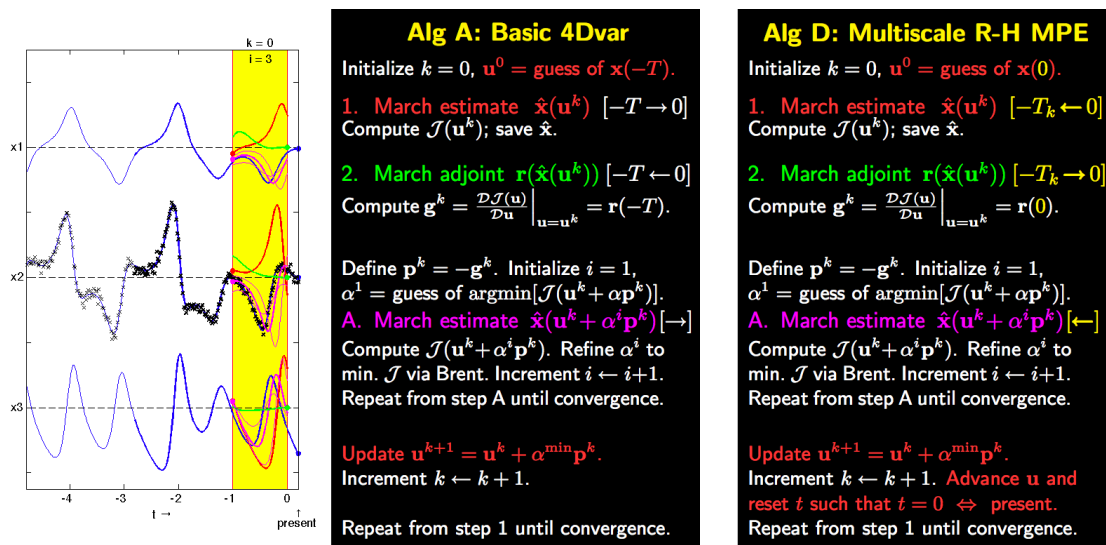 k = 0
i = 3
x1
x2
x3
-4 -3 -2 -1 0
t → ↑
present
Alg A: Basic 4Dvar
Initialize k = 0, u⁰ = guess of x(−T).
1. March estimate x̂(uᵏ) [−T → 0]
Compute 𝒥(uᵏ); save x̂.
2. March adjoint r(x̂(uᵏ)) [−T ← 0]
Compute gᵏ = 𝒟𝒥(u)/𝒟u |u=uᵏ = r(−T).
Define pᵏ = −gᵏ. Initialize i = 1,
α¹ = guess of argmin[𝒥(uᵏ + αpᵏ)].
A. March estimate x̂(uᵏ + αⁱpᵏ)[→]
Compute 𝒥(uᵏ + αⁱpᵏ). Refine αⁱ to
min. 𝒥 via Brent. Increment i ← i+1.
Repeat from step A until convergence.
Update uᵏ⁺¹ = uᵏ + αᵐⁱⁿpᵏ.
Increment k ← k + 1.
Repeat from step 1 until convergence.
Alg D: Multiscale R-H MPE
Initialize k = 0, u⁰ = guess of x(0).
1. March estimate x̂(uᵏ) [−Tₖ ← 0]
Compute 𝒥(uᵏ); save x̂.
2. March adjoint r(x̂(uᵏ)) [−Tₖ → 0]
Compute gᵏ = 𝒟𝒥(u)/𝒟u |u=uᵏ = r(0).
Define pᵏ = −gᵏ. Initialize i = 1,
α¹ = guess of argmin[𝒥(uᵏ + αpᵏ)].
A. March estimate x̂(uᵏ + αⁱpᵏ)[←]
Compute 𝒥(uᵏ + αⁱpᵏ). Refine αⁱ to
min. 𝒥 via Brent. Increment i ← i+1.
Repeat from step A until convergence.
Update uᵏ⁺¹ = uᵏ + αᵐⁱⁿpᵏ.
Increment k ← k + 1. Advance u and
reset t such that t = 0 ⇔ present.
Repeat from step 1 until convergence.